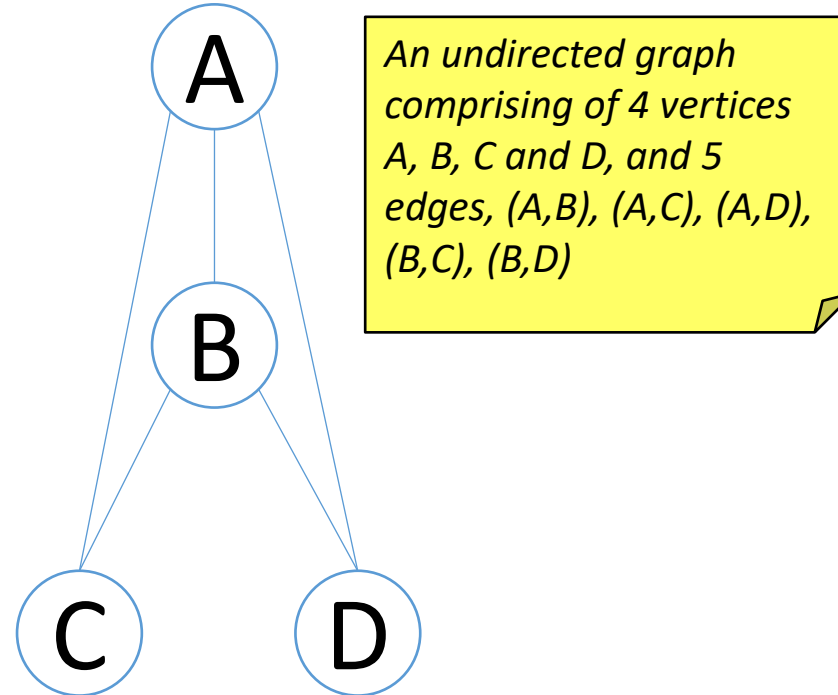 A
An undirected graph
comprising of 4 vertices
A, B, C and D, and 5
edges, (A,B), (A,C), (A,D),
(B,C), (B,D)
B
C
D